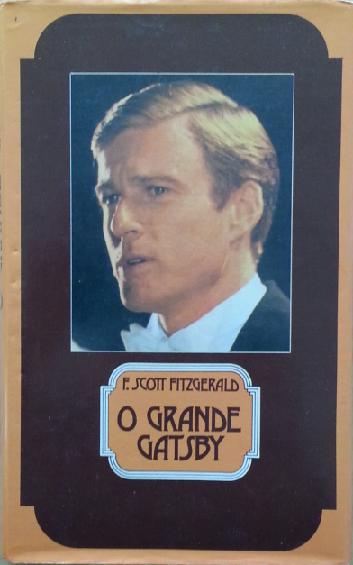 F. SCOTT FITZGERALD
O GRANDE
GATSBY